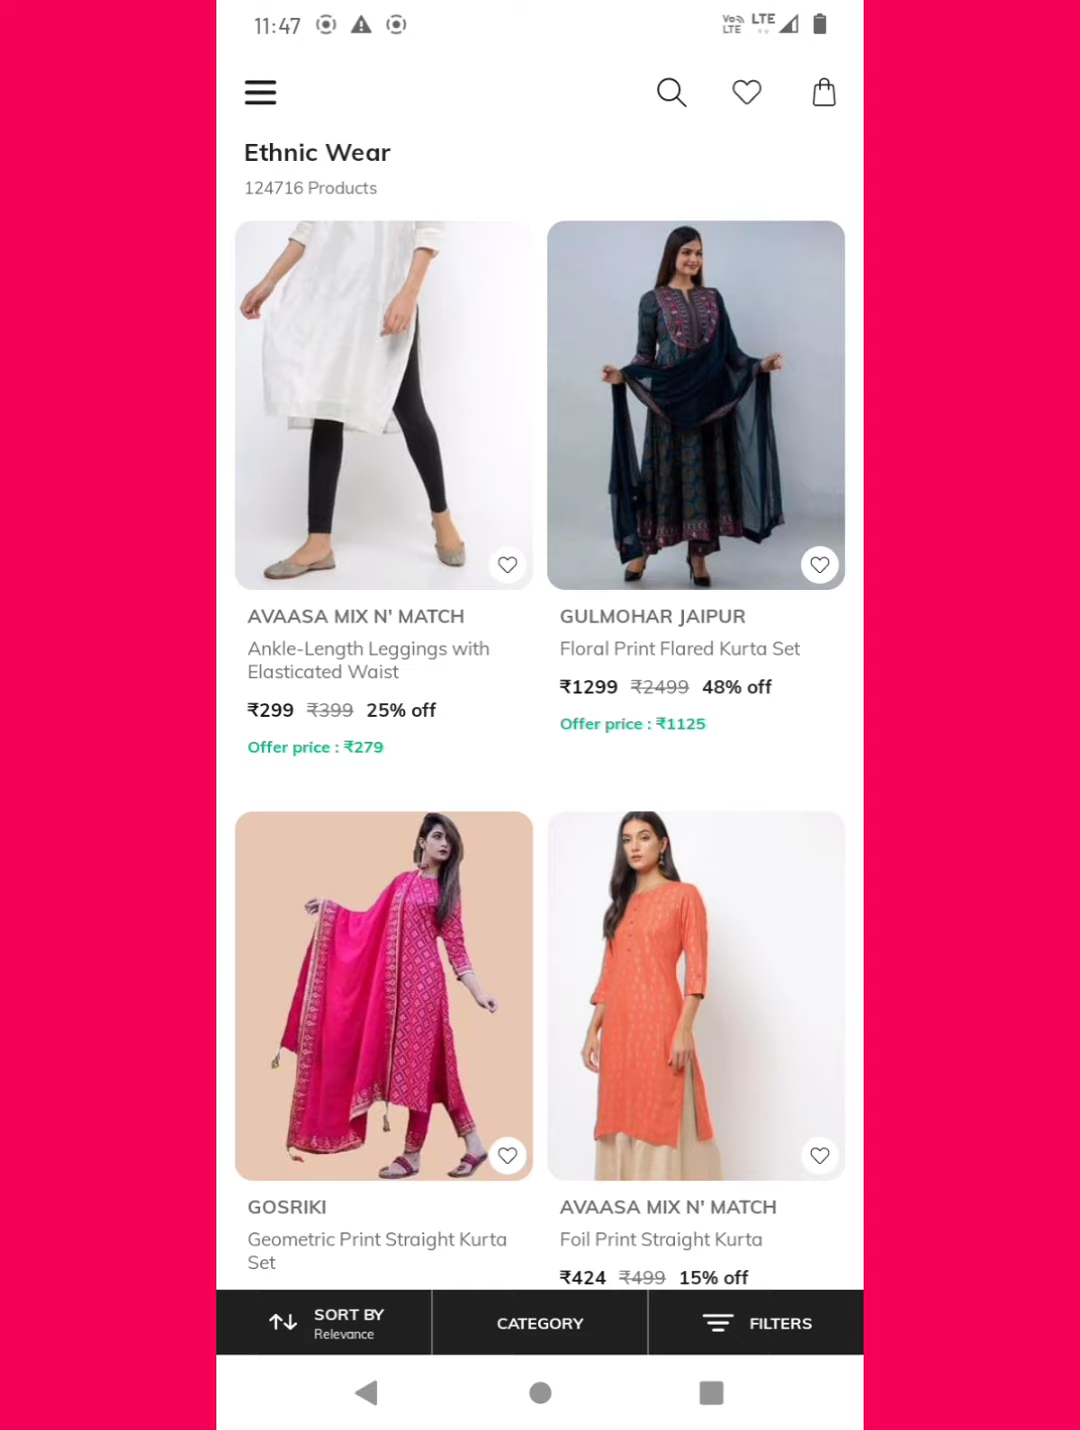 11:47
Vo
LTE
LTE
Ethnic Wear
124716 Products
AVAASA MIX N' MATCH
Ankle-Length Leggings with
Elasticated Waist
₹299 ₹399 25% off
Offer price : ₹279
GULMOHAR JAIPUR
Floral Print Flared Kurta Set
₹1299 ₹2499 48% off
Offer price : ₹1125
GOSRIKI
Geometric Print Straight Kurta
Set
AVAASA MIX N' MATCH
Foil Print Straight Kurta
₹424 ₹499 15% off
SORT BY
Relevance
CATEGORY
FILTERS